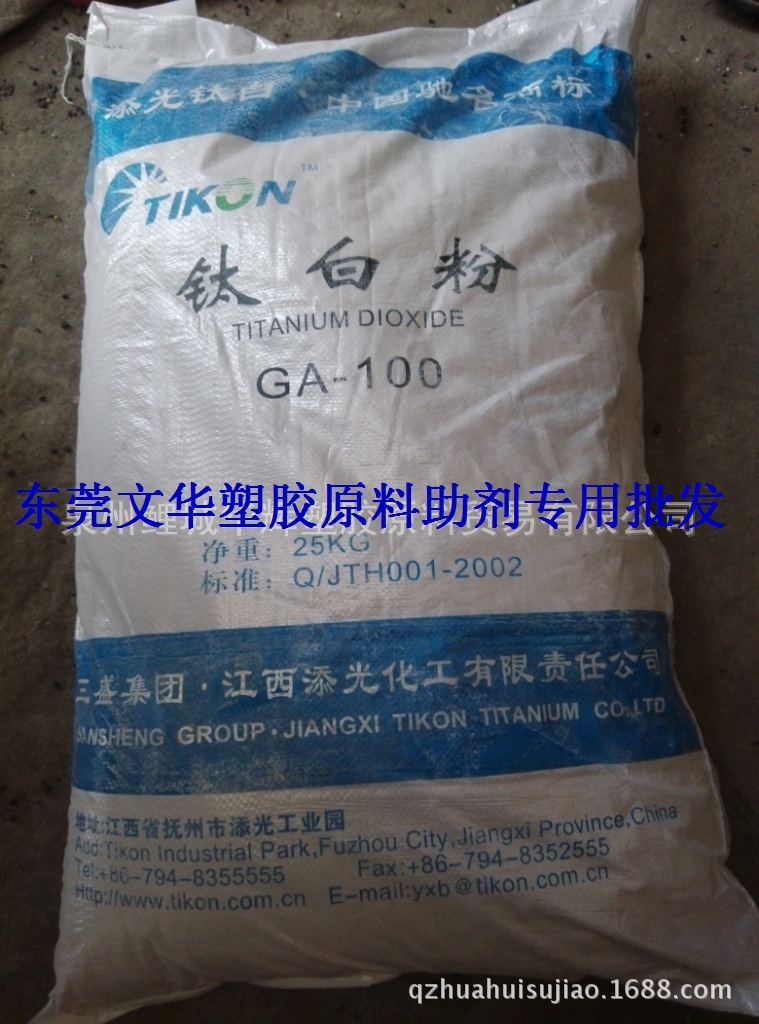 添光钛白·中国驰名商标
TIKON™
钛白粉
TITANIUM DIOXIDE
GA-100
东莞文华塑胶原料助剂专用批发
净重：25KG
标准：Q/JTH001-2002
三盛集团·江西添光化工有限责任公司
SANSHENG GROUP·JIANGXI TIKON TITANIUM CO.LTD
地址:江西省抚州市添光工业园
Add:Tikon Industrial Park,Fuzhou City,Jiangxi Province,China
Tel:+86-794-8355555 Fax:+86-794-8352555
Http://www.tikon.com.cn E-mail:yxb@tikon.com.cn
qzhuahuisujiao.1688.com